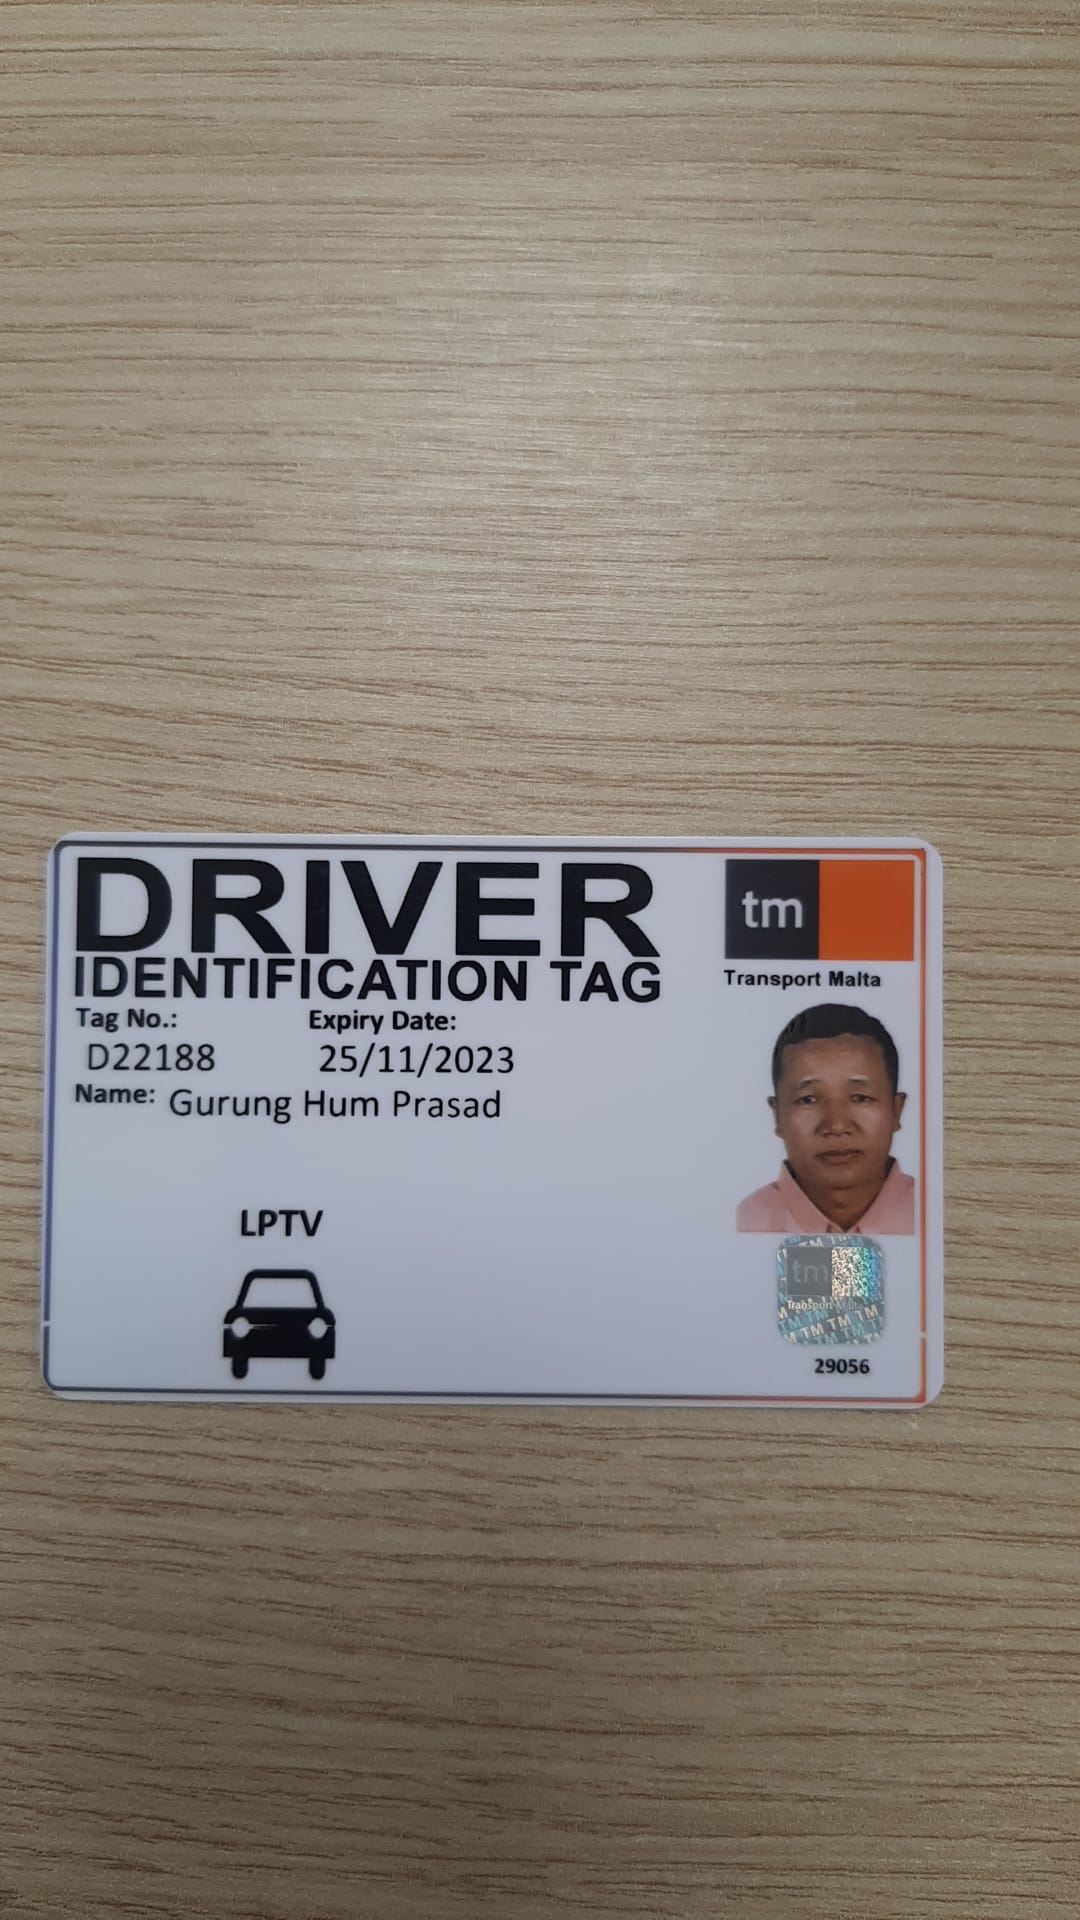 DRIVER
IDENTIFICATION TAG
tm
Transport Malta
Tag No.: Expiry Date:
D22188 25/11/2023
Name: Gurung Hum Prasad
LPTV
tm
Transport Malta
TM TM TM
29056